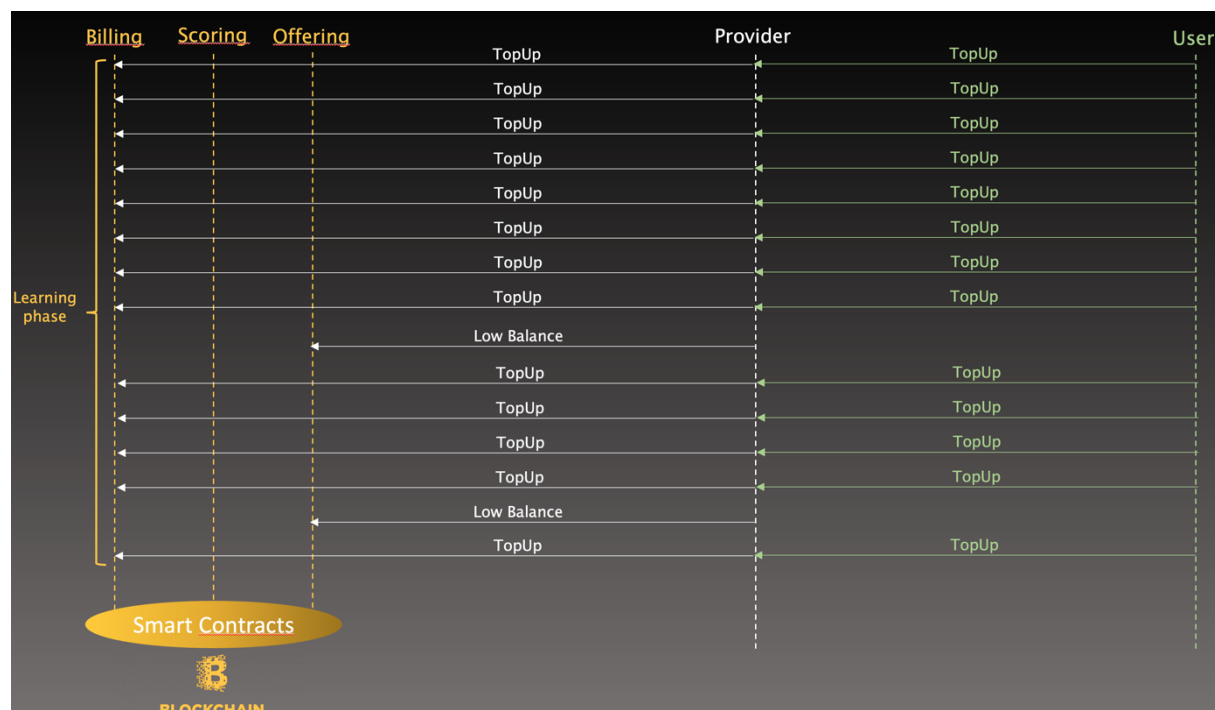 Billing Scoring Offering Provider User
TopUp TopUp
TopUp TopUp
TopUp TopUp
TopUp TopUp
TopUp TopUp
TopUp TopUp
TopUp TopUp
TopUp TopUp
Learning
phase
Low Balance
TopUp TopUp
TopUp TopUp
TopUp TopUp
TopUp TopUp
Low Balance
TopUp TopUp
Smart Contracts
BLOCKCHAIN